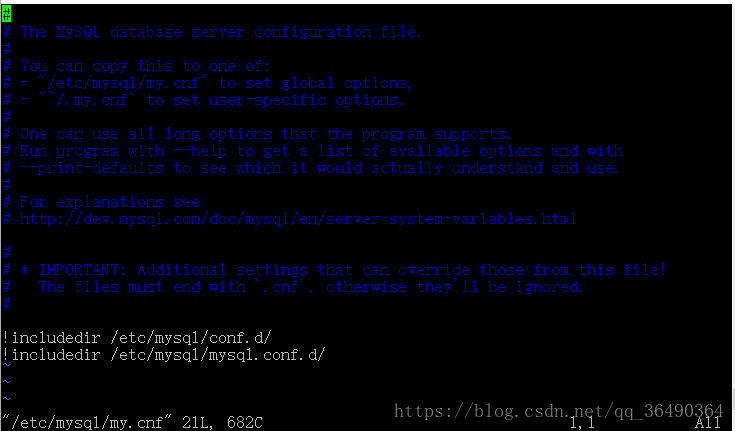 #
# The MySQL database server configuration file.
#
# You can copy this to one of:
# - "/etc/mysql/my.cnf" to set global options,
# - "~/.my.cnf" to set user-specific options.
#
# One can use all long options that the program supports.
# Run program with --help to get a list of available options and with
# --print-defaults to see which it would actually understand and use.
#
# For explanations see
# http://dev.mysql.com/doc/mysql/en/server-system-variables.html

#
# * IMPORTANT: Additional settings that can override those from this file!
#   The files must end with '.cnf', otherwise they'll be ignored.
#

!includedir /etc/mysql/conf.d/
!includedir /etc/mysql/mysql.conf.d/
~
~
~
"/etc/mysql/my.cnf" 21L, 682C 1,1 All
https://blog.csdn.net/qq_36490364